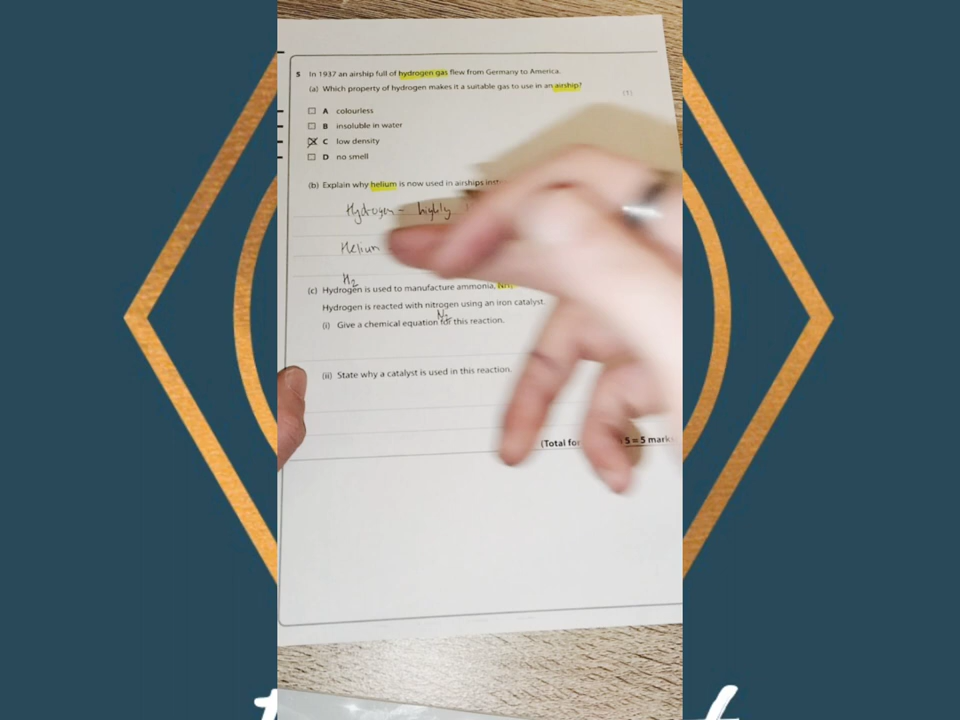 5 In 1937 an airship full of hydrogen gas flew from Germany to America.
(a) Which property of hydrogen makes it a suitable gas to use in an airship?
(1)
A colourless
B insoluble in water
C low density
D no smell
(b) Explain why helium is now used in airships
Hydrogen - highly
Helium
H2
(c) Hydrogen is used to manufacture ammonia,
Hydrogen is reacted with nitrogen using an iron catalyst.
N2
(i) Give a chemical equation for this reaction.
(ii) State why a catalyst is used in this reaction.
(Total for 5 = 5 mark